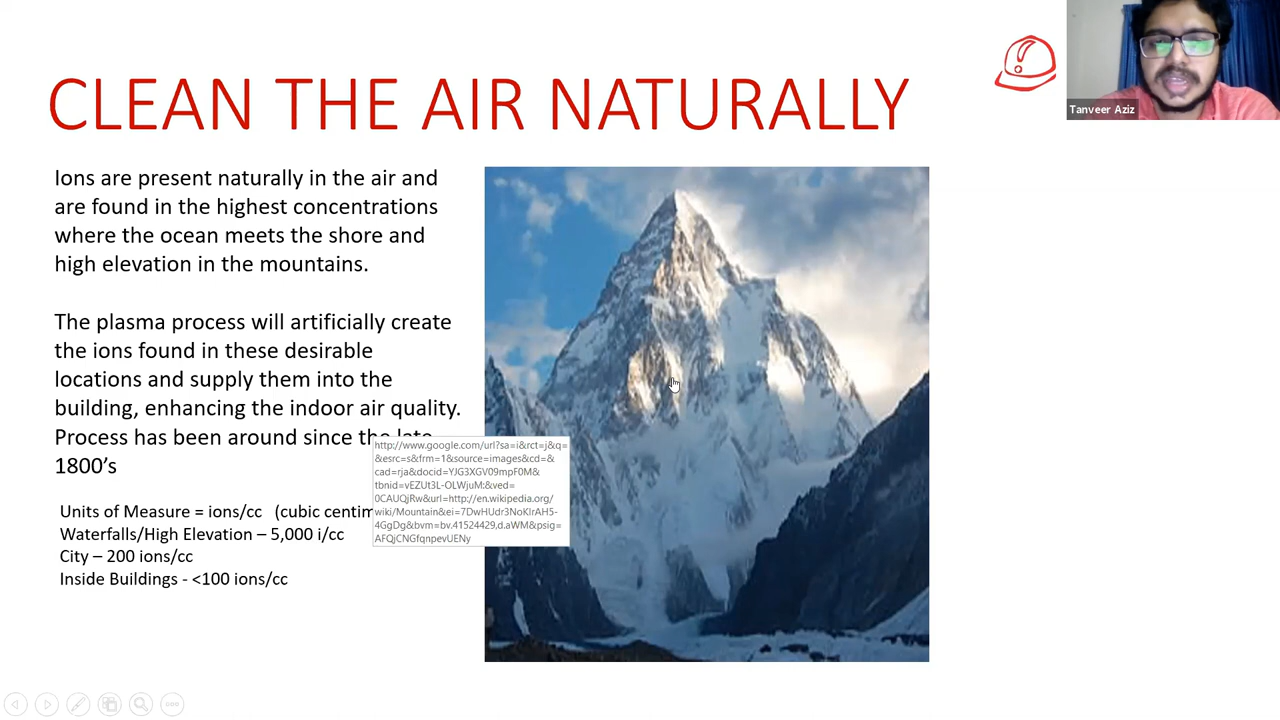 CLEAN THE AIR NATURALLY
Tanveer Aziz
Ions are present naturally in the air and
are found in the highest concentrations
where the ocean meets the shore and
high elevation in the mountains.
The plasma process will artificially create
the ions found in these desirable
locations and supply them into the
building, enhancing the indoor air quality.
Process has been around since the late
1800’s
http://www.google.com/url?sa=i&rct=j&q=
&esrc=s&frm=1&source=images&cd=&
cad=rja&docid=YJG3XGV09mpF0M&
tbnid=vEZUt3L-OLWjuM:&ved=
0CAUQjRw&url=http://en.wikipedia.org/
wiki/Mountain&ei=7DwHUdr3NoKIrAH5-
4GgDg&bvm=bv.41524429,d.aWM&psig=
AFQjCNGfqnpevUENy
Units of Measure = ions/cc (cubic centim
Waterfalls/High Elevation – 5,000 i/cc
City – 200 ions/cc
Inside Buildings - <100 ions/cc